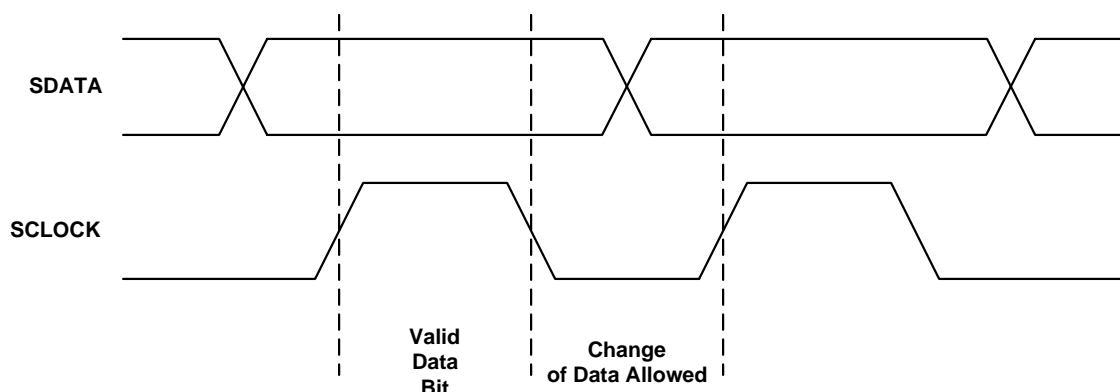 SDATA
SCLOCK
Valid
Data
Bit
Change
of Data Allowed